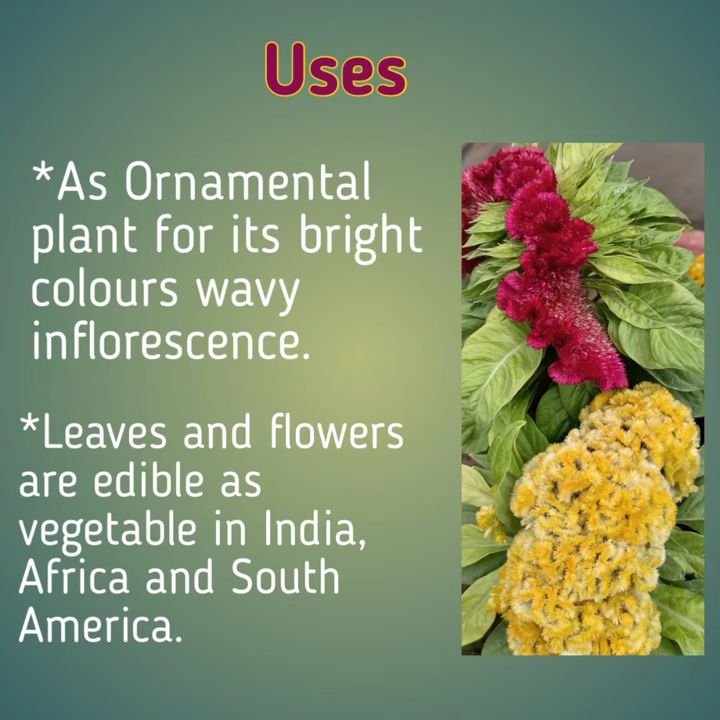 Uses
*As Ornamental
plant for its bright
colours wavy
inflorescence.
*Leaves and flowers
are edible as
vegetable in India,
Africa and South
America.